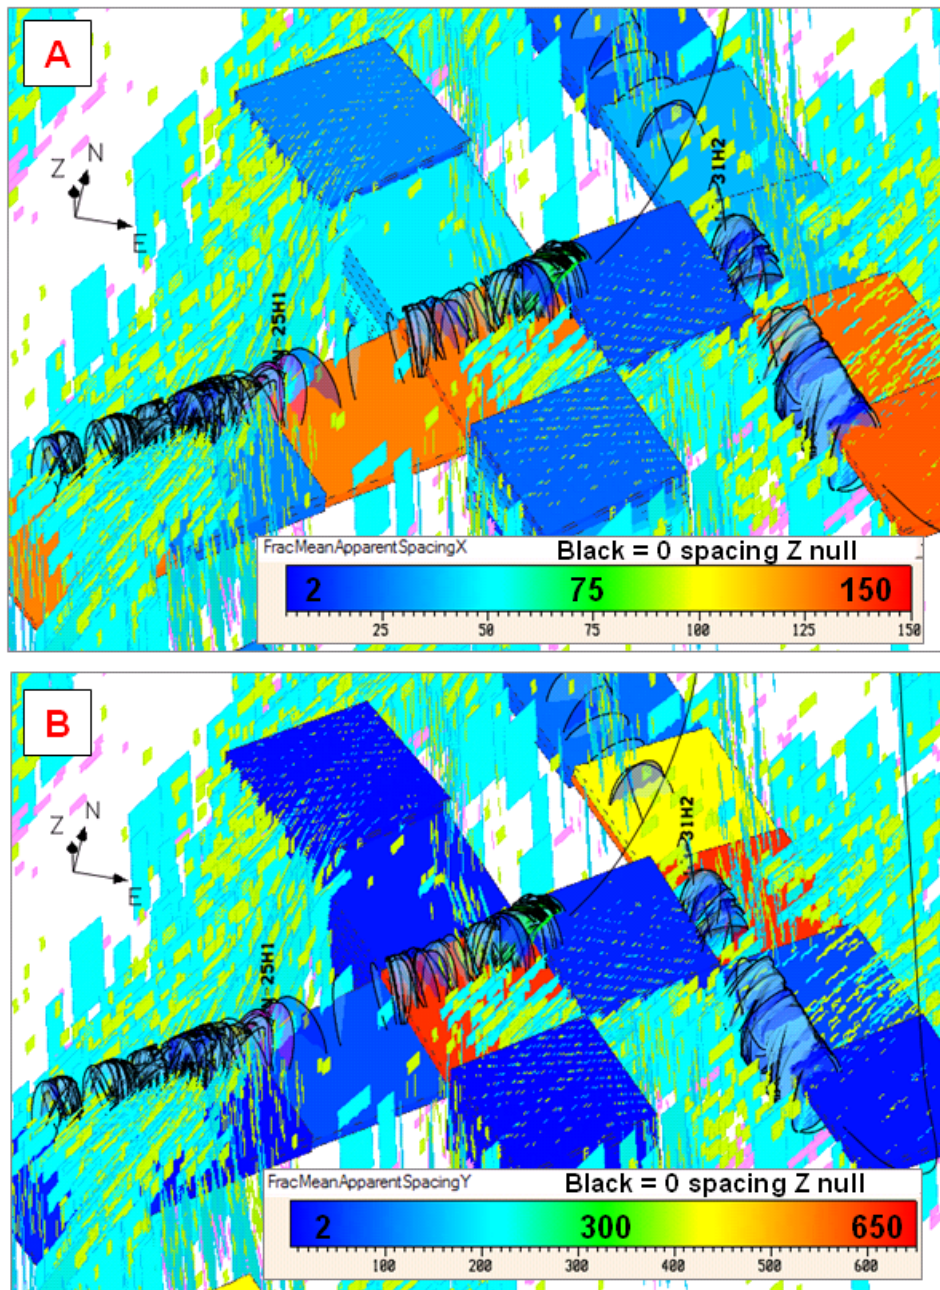 A
Z N
E
31H2
25H1
FracMeanApparentSpacingX Black = 0 spacing Z null
2 75 150
25 50 75 100 125 150
B
Z N
E
31H2
25H1
FracMeanApparentSpacingY Black = 0 spacing Z null
2 300 650
100 200 300 400 500 600